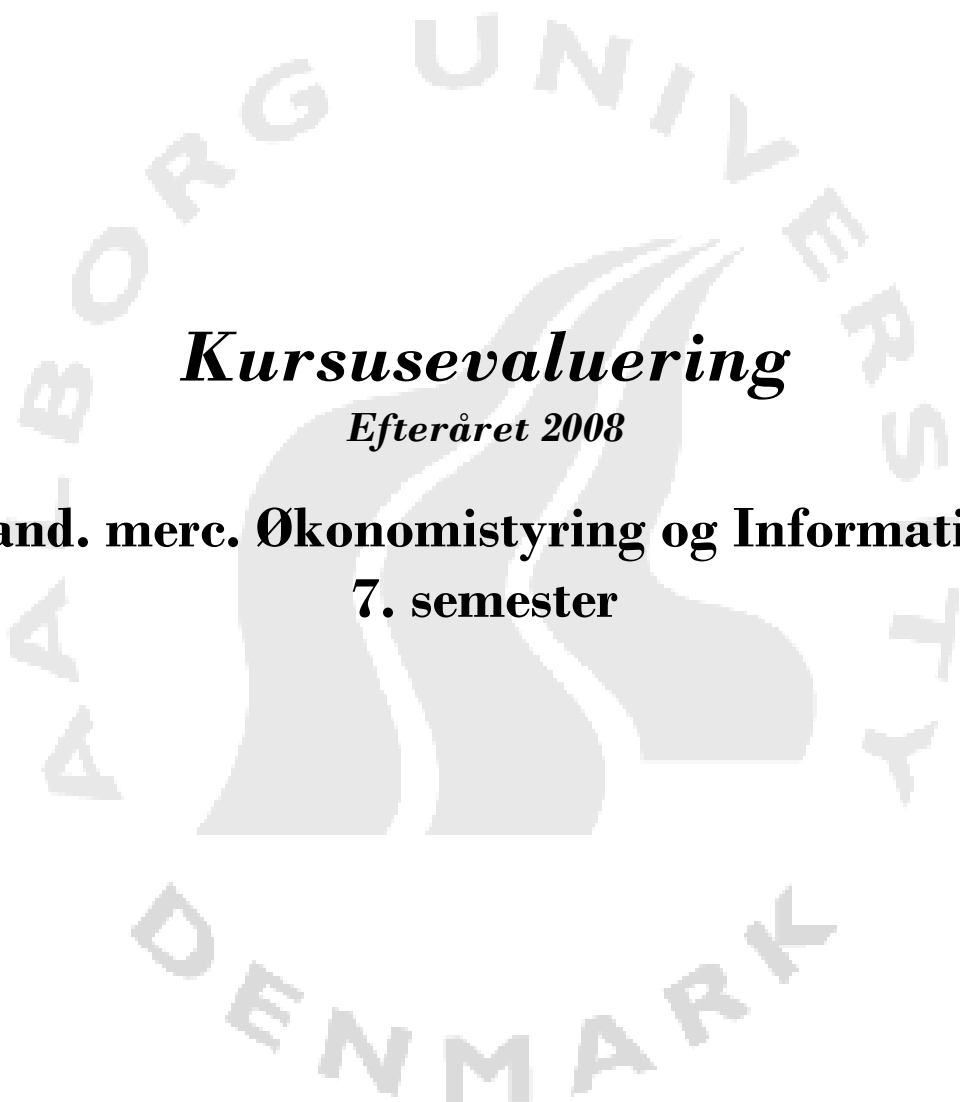 AALBORG UNIVERSITY
Kursusevaluering
Efteråret 2008
and. merc. Økonomistyring og Informati
7. semester
DENMARK